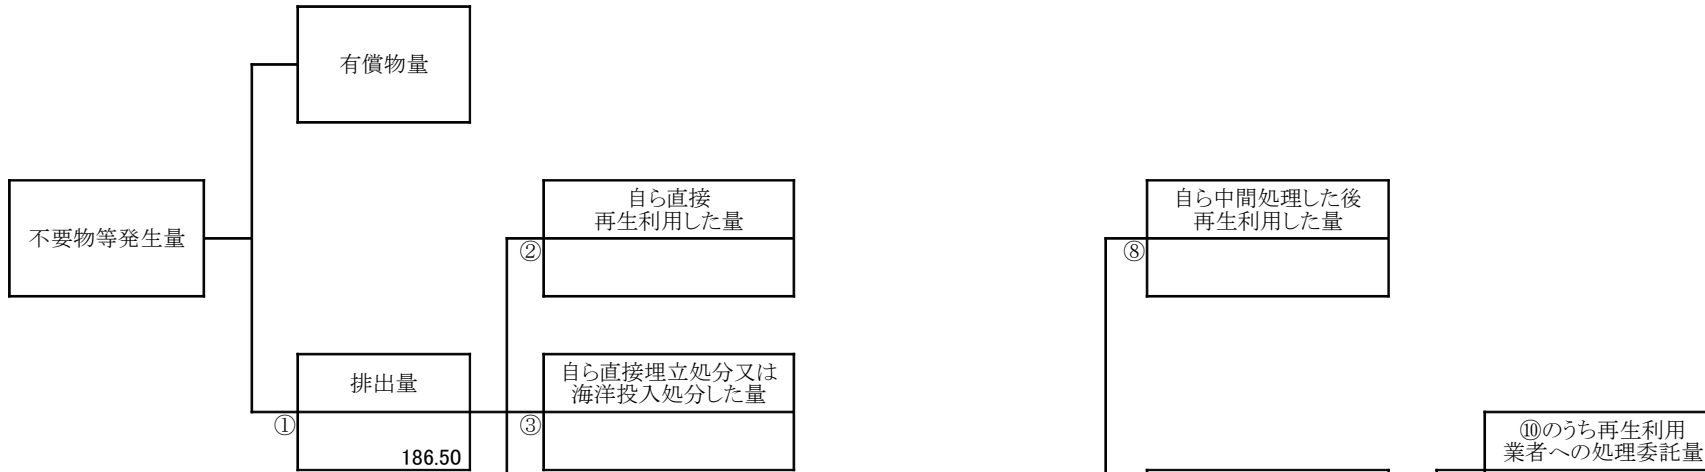 有償物量
不要物等発生量
自ら直接
再生利用した量
②
自ら中間処理した後
再生利用した量
⑧
排出量
①
186.50
自ら直接埋立処分又は
海洋投入処分した量
③
⑩のうち再生利用
業者への処理委託量